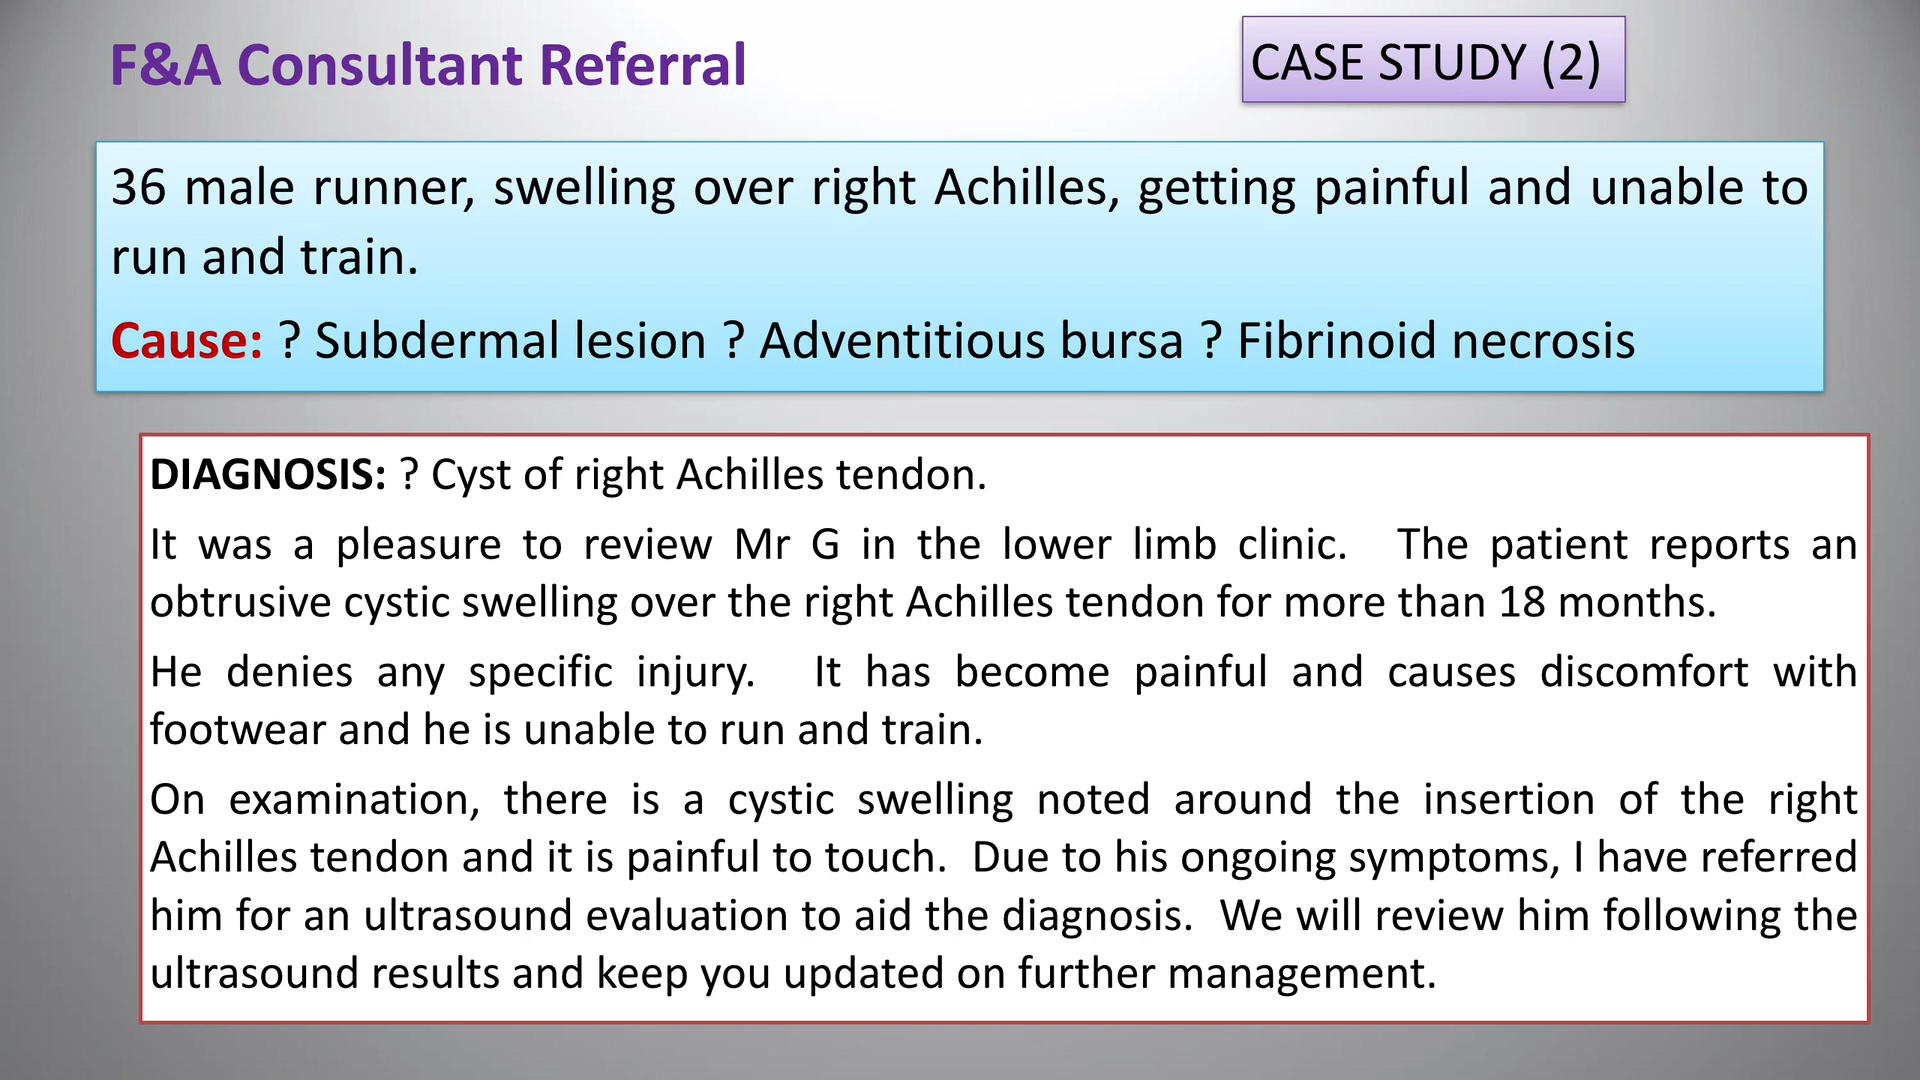 F&A Consultant Referral
CASE STUDY (2)
36 male runner, swelling over right Achilles, getting painful and unable to
run and train.
Cause: ? Subdermal lesion ? Adventitious bursa ? Fibrinoid necrosis
DIAGNOSIS: ? Cyst of right Achilles tendon.
It was a pleasure to review Mr G in the lower limb clinic. The patient reports an
obtrusive cystic swelling over the right Achilles tendon for more than 18 months.
He denies any specific injury. It has become painful and causes discomfort with
footwear and he is unable to run and train.
On examination, there is a cystic swelling noted around the insertion of the right
Achilles tendon and it is painful to touch. Due to his ongoing symptoms, I have referred
him for an ultrasound evaluation to aid the diagnosis. We will review him following the
ultrasound results and keep you updated on further management.